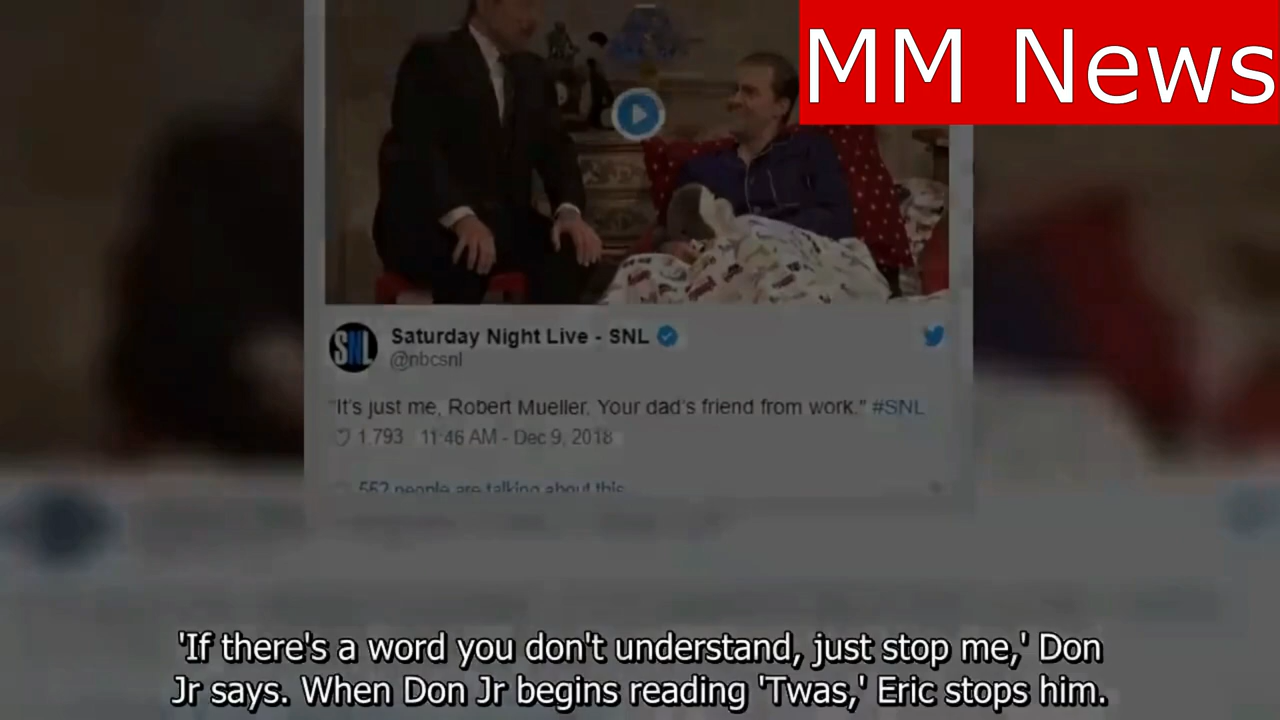 MM News
SNL
Saturday Night Live - SNL
@nbcsnl
"It's just me, Robert Mueller. Your dad's friend from work." #SNL
1,793 11:46 AM - Dec 9, 2018
552 people are talking about this
'If there's a word you don't understand, just stop me,' Don
Jr says. When Don Jr begins reading 'Twas,' Eric stops him.